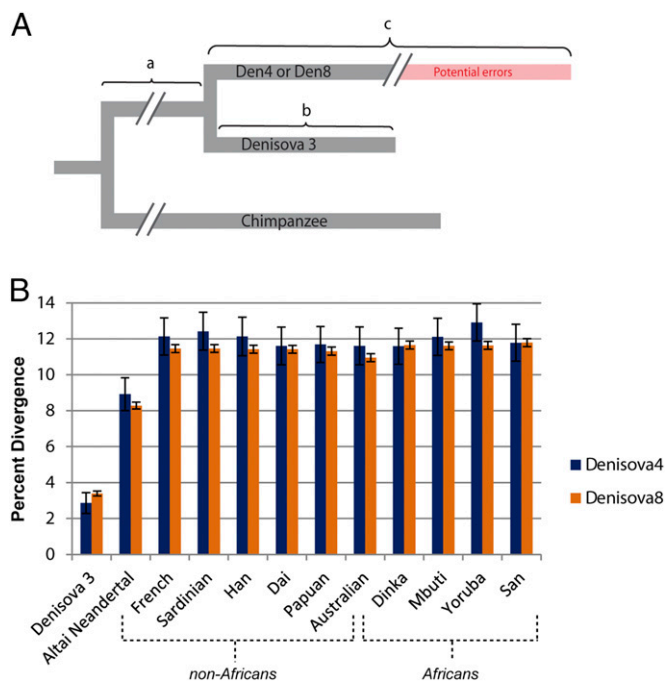 A
c
a
Den4 or Den8
Potential errors
b
Denisova 3
Chimpanzee
B
14
12
10
8
6
4
2
0
Percent Divergence
Denisova4
Denisova8
Denisova 3
Altai Neandertal
French
Sardinian
Han
Dai
Papuan
Australian
Dinka
Mbuti
Yoruba
San
non-Africans
Africans